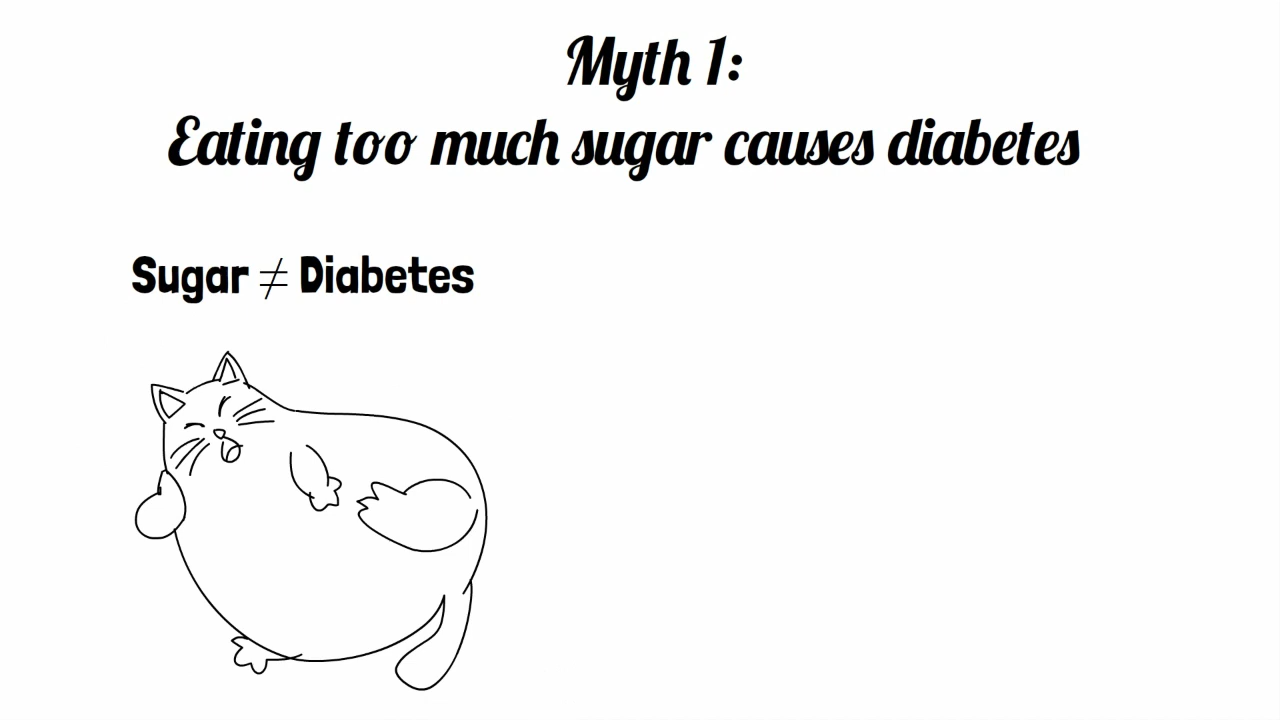 Myth 1:
Eating too much sugar causes diabetes
Sugar ≠ Diabetes